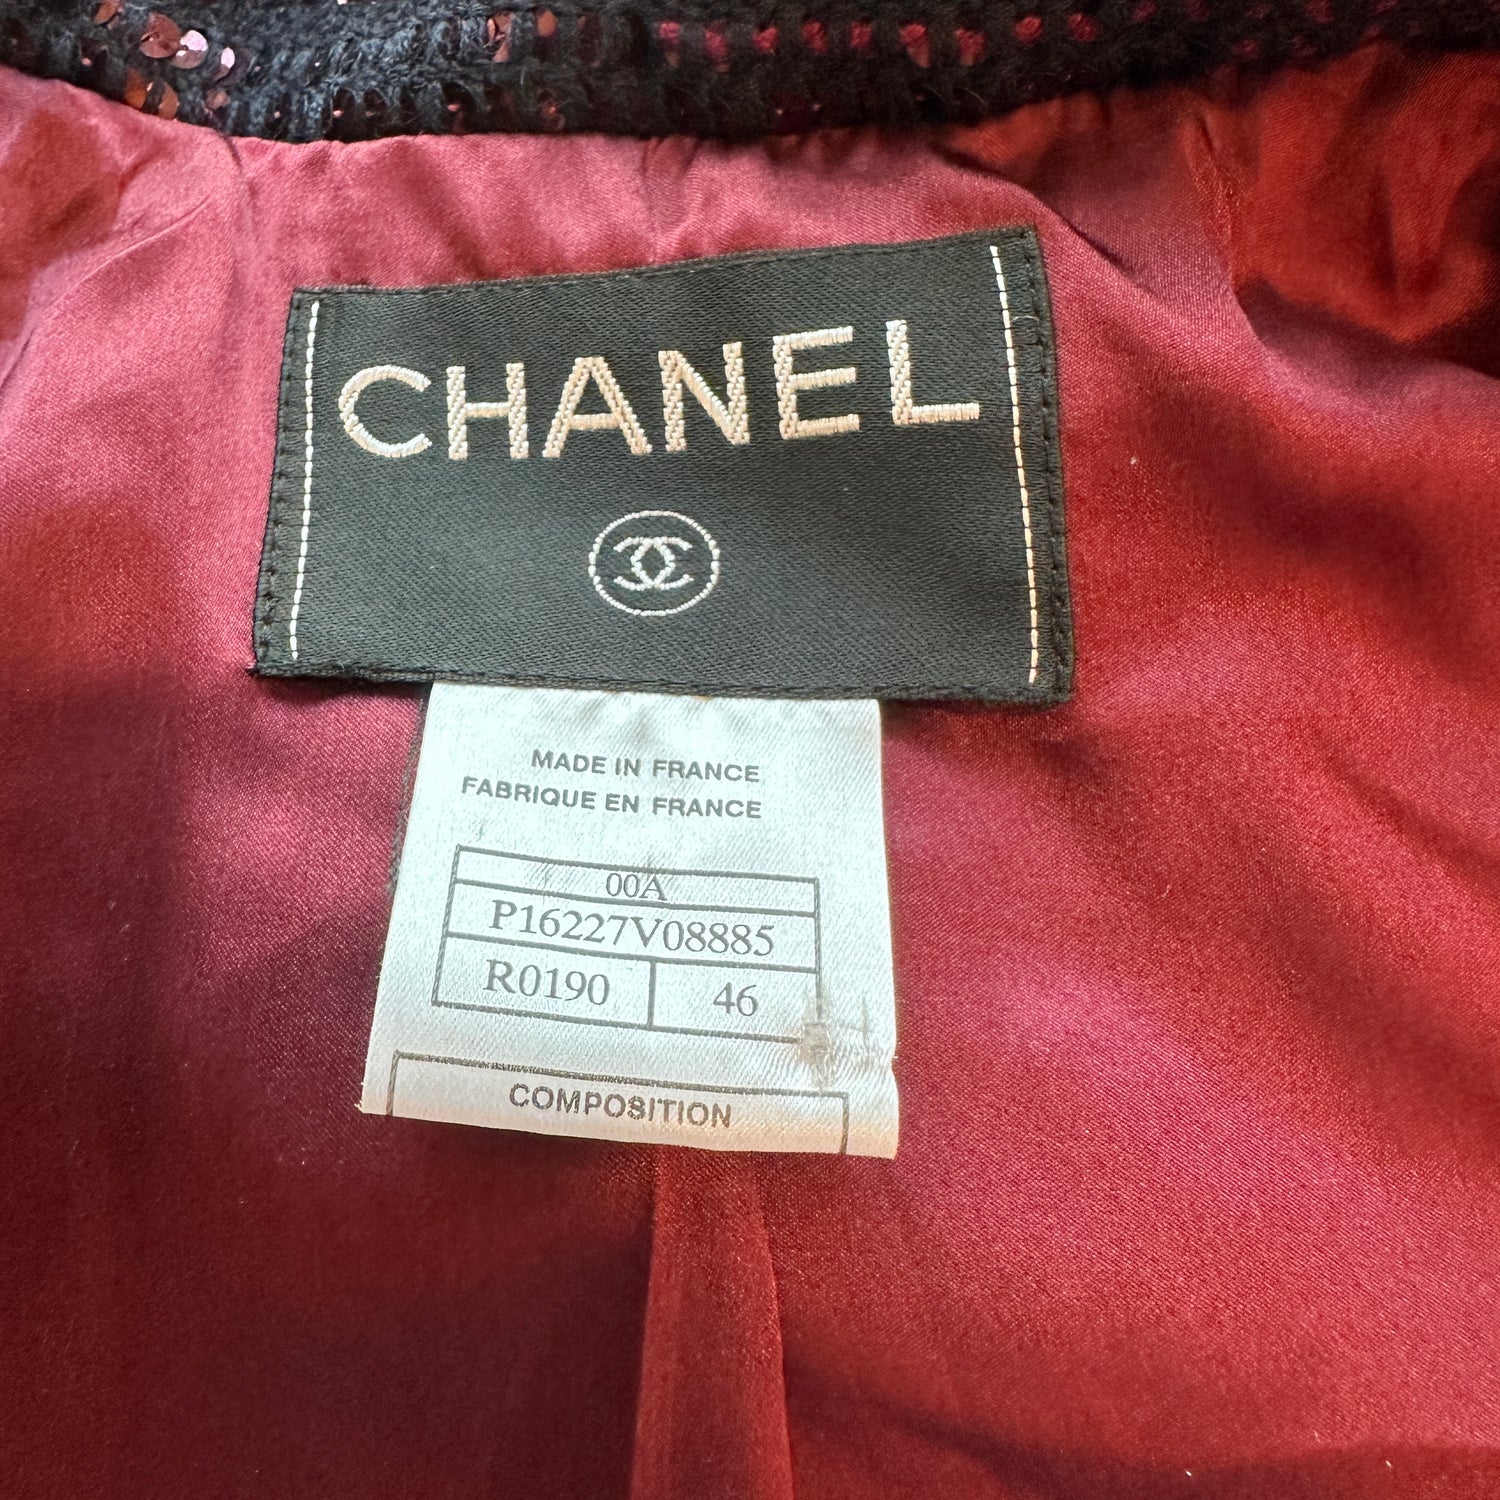 CHANEL
MADE IN FRANCE
FABRIQUE EN FRANCE
00A
P16227V08885
R0190 46
COMPOSITION